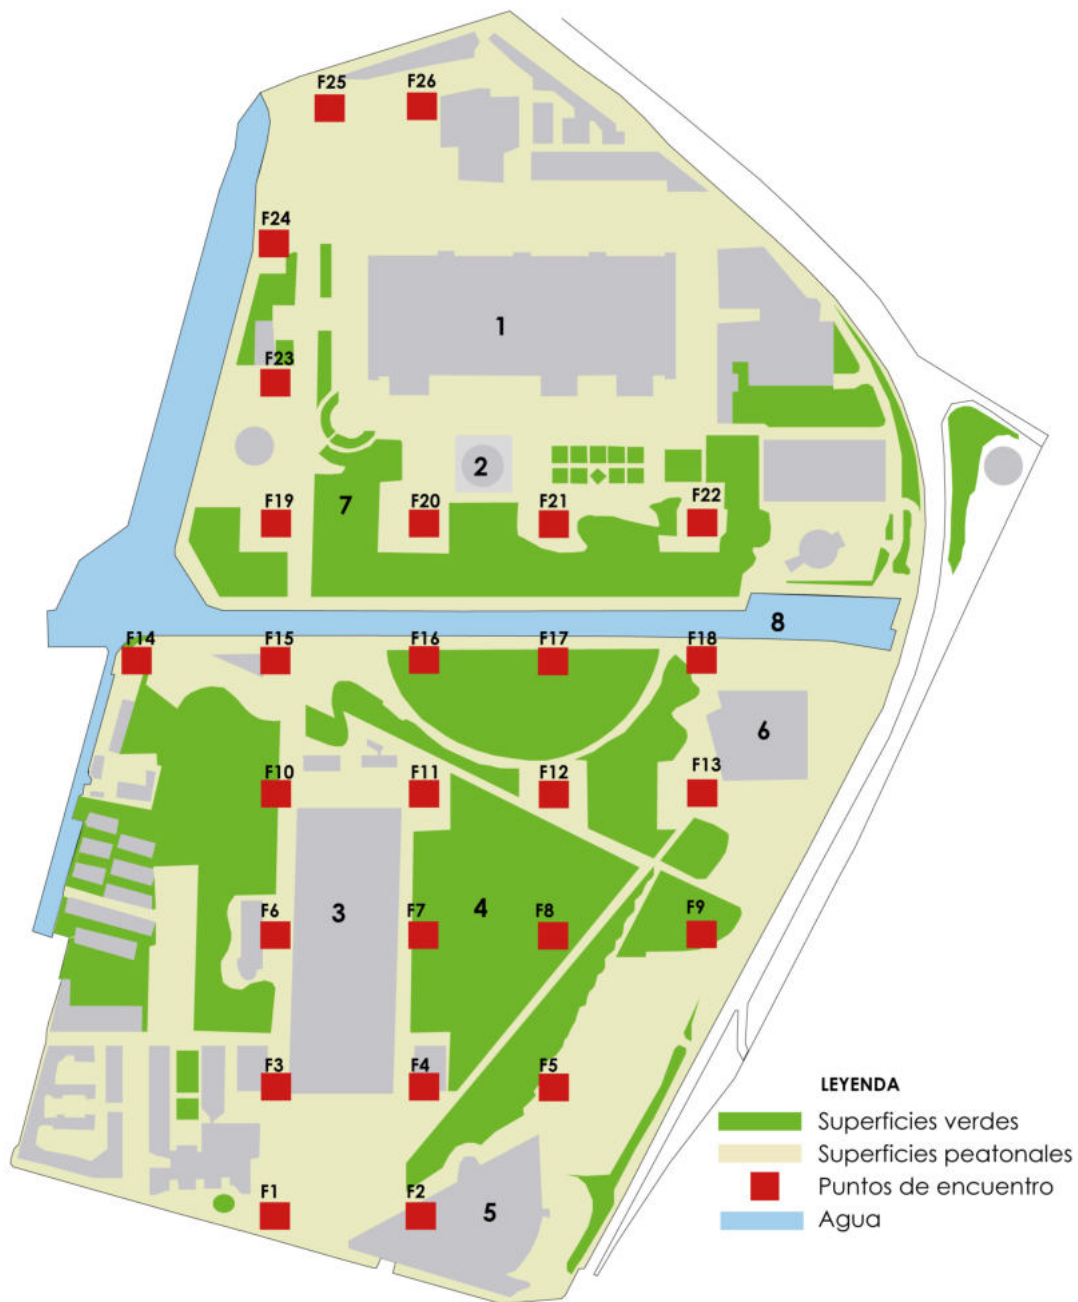 F25 F26
F24
1
F23
2
F19 7 F20 F21 F22
8
F14 F15 F16 F17 F18
6
F10 F11 F12 F13
F6 3 F7 4 F8 F9
F3 F4 F5
F1 F2 5
LEYENDA
Superficies verdes
Superficies peatonales
Puntos de encuentro
Agua